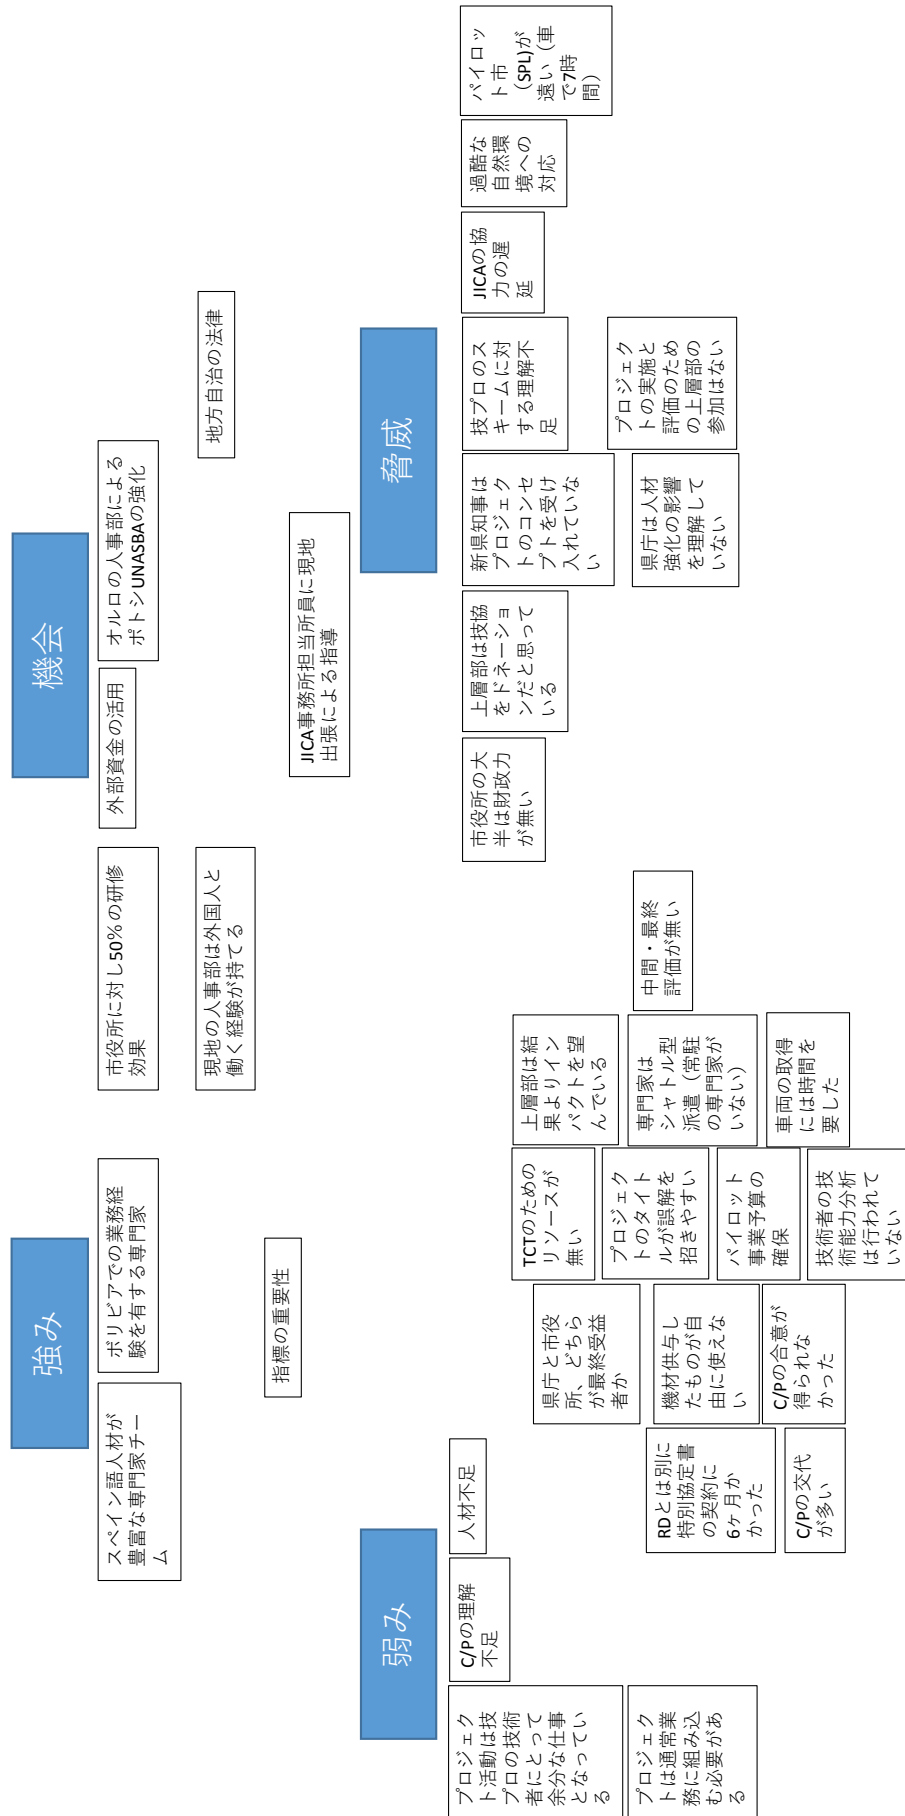 強み
スペイン語人材が
豊富な専門家チー
ム
ボリビアでの業務経
験を有する専門家
指標の重要性
機会
市役所に対し50%の研修
効果
現地の人事部は外国人と
働く経験が持てる
外部資金の活用
オルロの人事部による
ポトシUNASBAの強化
地方自治の法律
JICA事務所担当所員に現地
出張による指導
弱み
プロジェク
ト活動は技
プロの技術
者にとって
余分な仕事
となってい
る
プロジェク
トは通常業
務に組み込
む必要があ
る
C/Pの理解
不足
人材不足
RDとは別に
特別協定書
の契約に
6ヶ月か
かった
C/Pの交代
が多い
県庁と市役
所、どちら
が最終受益
者か
機材供与し
たものが自
由に使えな
い
C/Pの合意が
得られな
かった
TCTのための
リソースが
無い
プロジェク
トのタイト
ルが誤解を
招きやすい
パイロット
事業予算の
確保
技術者の技
術能力分析
は行われて
いない
上層部は結
果よりイン
パクトを望
んでいる
専門家は
シャトル型
派遣（常駐
の専門家が
いない）
車両の取得
には時間を
要した
中間・最終
評価が無い
脅威
市役所の大
半は財政力
が無い
上層部は技協
をドネーショ
ンだと思って
いる
新県知事は
プロジェク
トのコンセ
プトを受け
入れていな
い
県庁は人材
強化の影響
を理解して
いない
技プロのス
キームに対
する理解不
足
プロジェク
トの実施と
評価のため
の上層部の
参加はない
JICAの協
力の遅
延
過酷な
自然環
境への
対応
パイロッ
ト市
（SPL)が
遠い（車
で7時
間）